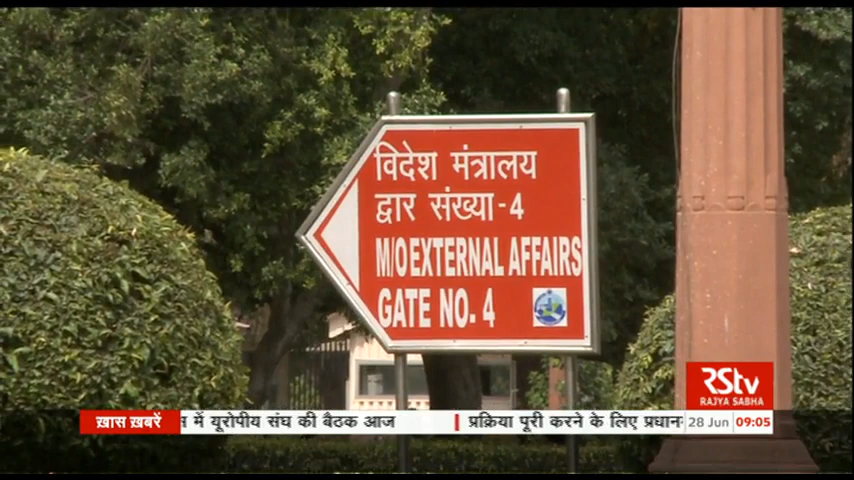 विदेश मंत्रालय
द्वार संख्या-4
M/O EXTERNAL AFFAIRS
GATE NO. 4
RStv
RAJYA SABHA
ख़ास ख़बरें
में यूरोपीय संघ की बैठक आज
प्रक्रिया पूरी करने के लिए
28 Jun
09:05